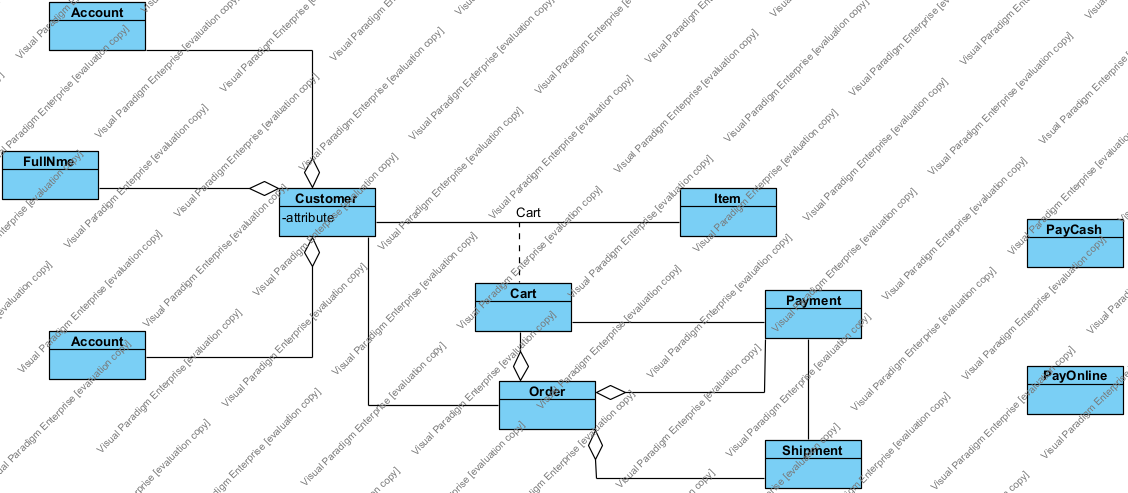 Account
FullNme
Customer
-attribute
Item
Cart
PayCash
Cart
Payment
Account
PayOnline
Order
Shipment
Visual Paradigm Enterprise [evaluation copy]